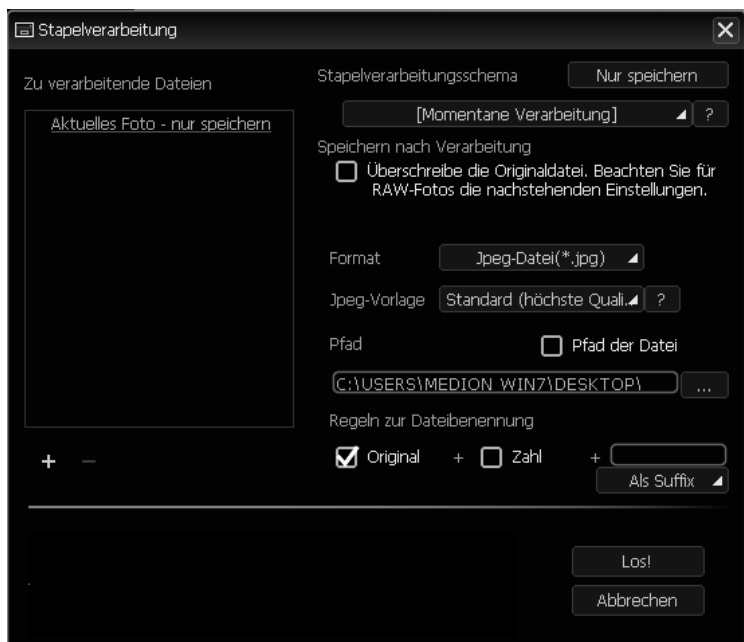 Stapelverarbeitung
Zu verarbeitende Dateien
Aktuelles Foto - nur speichern
+ −
Stapelverarbeitungsschema
Nur speichern
[Momentane Verarbeitung]
?
Speichern nach Verarbeitung
Überschreibe die Originaldatei. Beachten Sie für
RAW-Fotos die nachstehenden Einstellungen.
Format
Jpeg-Datei(*.jpg)
Jpeg-Vorlage
Standard (höchste Quali.
?
Pfad
Pfad der Datei
C:\USERS\MEDION WIN7\DESKTOP\
...
Regeln zur Dateibenennung
Original + Zahl +
Als Suffix
Los!
Abbrechen